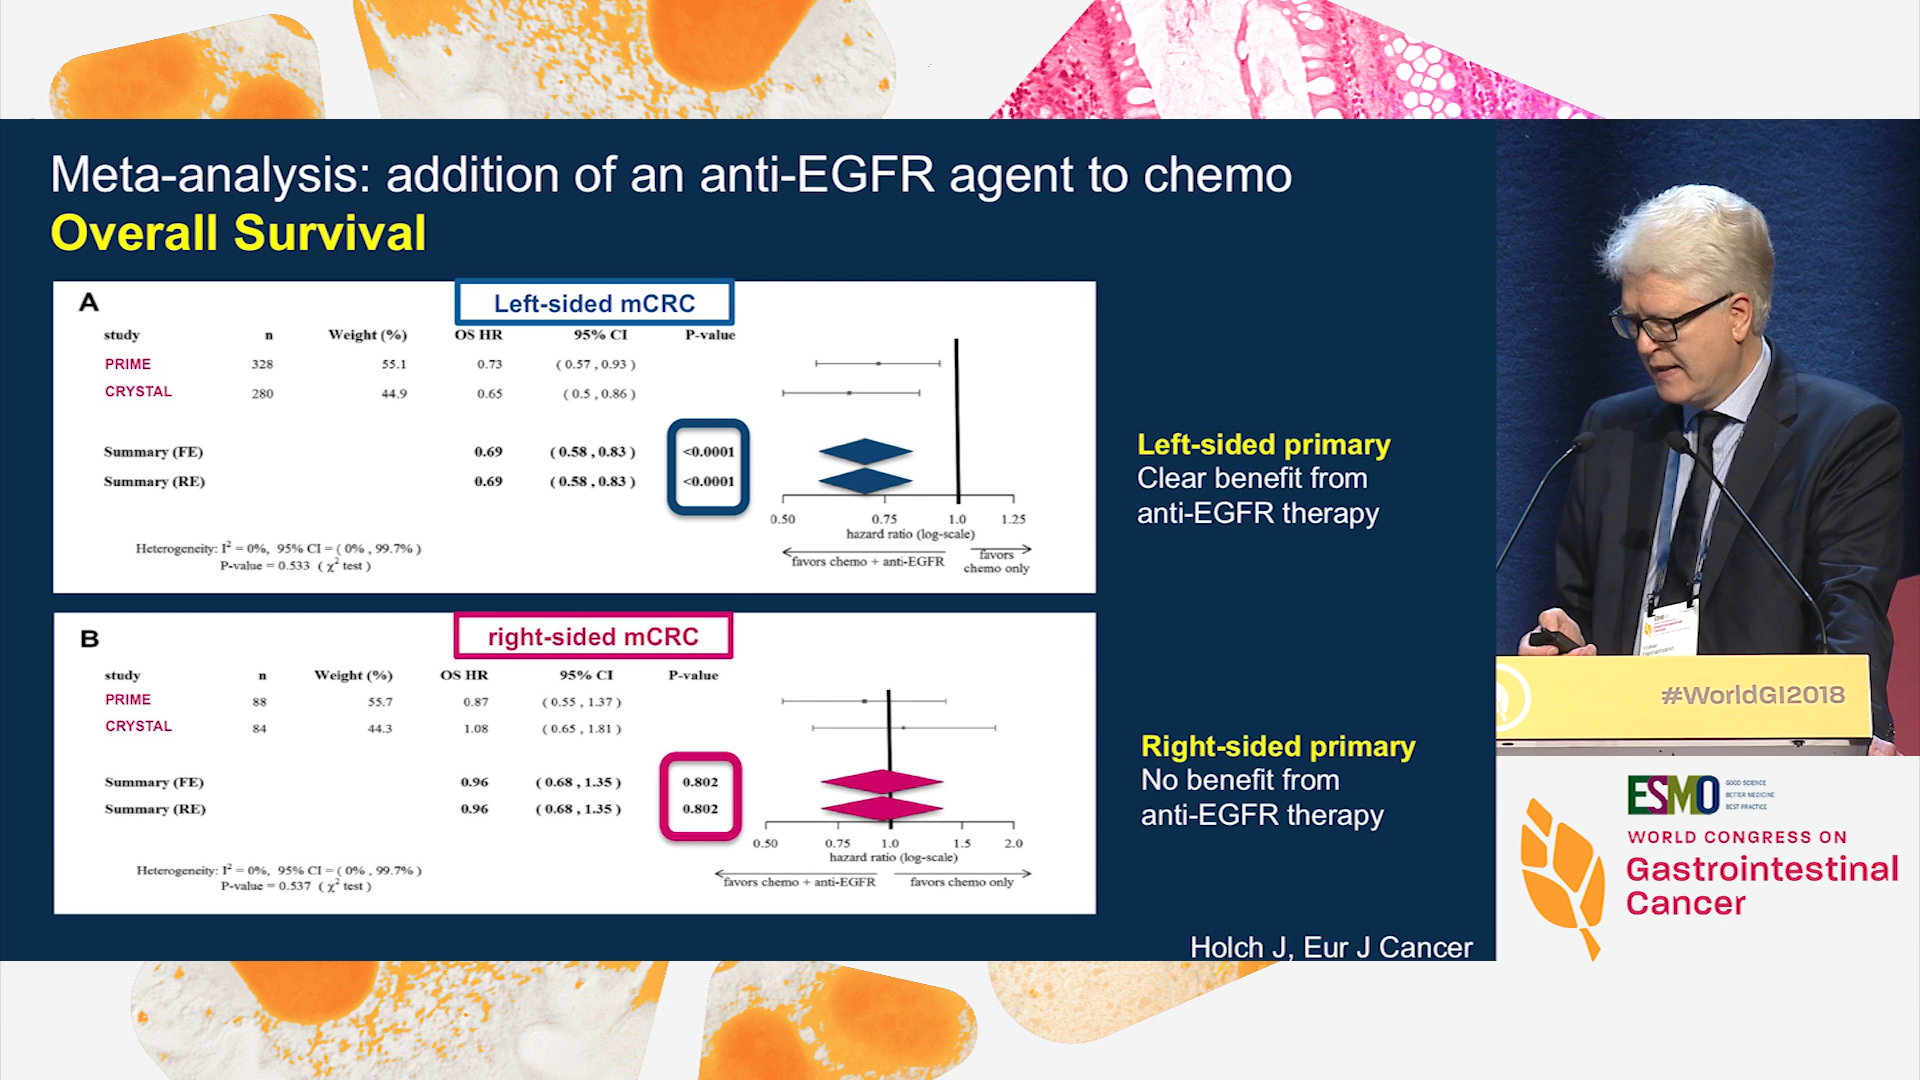 Meta-analysis: addition of an anti-EGFR agent to chemo
Overall Survival
A
Left-sided mCRC
study n Weight (%) OS HR 95% CI P-value
PRIME 328 55.1 0.73 ( 0.57 , 0.93 )
CRYSTAL 280 44.9 0.65 ( 0.5 , 0.86 )
Summary (FE) 0.69 ( 0.58 , 0.83 ) <0.0001
Summary (RE) 0.69 ( 0.58 , 0.83 ) <0.0001
0.50 0.75 1.0 1.25
hazard ratio (log-scale)
Heterogeneity: I² = 0%, 95% CI = ( 0% , 99.7% )
P-value = 0.533 ( χ² test )
favors chemo + anti-EGFR
favors
chemo only
Left-sided primary
Clear benefit from
anti-EGFR therapy
B
right-sided mCRC
study n Weight (%) OS HR 95% CI P-value
PRIME 88 55.7 0.87 ( 0.55 , 1.37 )
CRYSTAL 84 44.3 1.08 ( 0.65 , 1.81 )
Summary (FE) 0.96 ( 0.68 , 1.35 ) 0.802
Summary (RE) 0.96 ( 0.68 , 1.35 ) 0.802
0.50 0.75 1.0 1.5 2.0
hazard ratio (log-scale)
Heterogeneity: I² = 0%, 95% CI = ( 0% , 99.7% )
P-value = 0.537 ( χ² test )
favors chemo + anti-EGFR favors chemo only
Right-sided primary
No benefit from
anti-EGFR therapy
Holch J, Eur J Cancer
#WorldGI2018
ESMO
GOOD SCIENCE
BETTER MEDICINE
BEST PRACTICE
WORLD CONGRESS ON
Gastrointestinal
Cancer